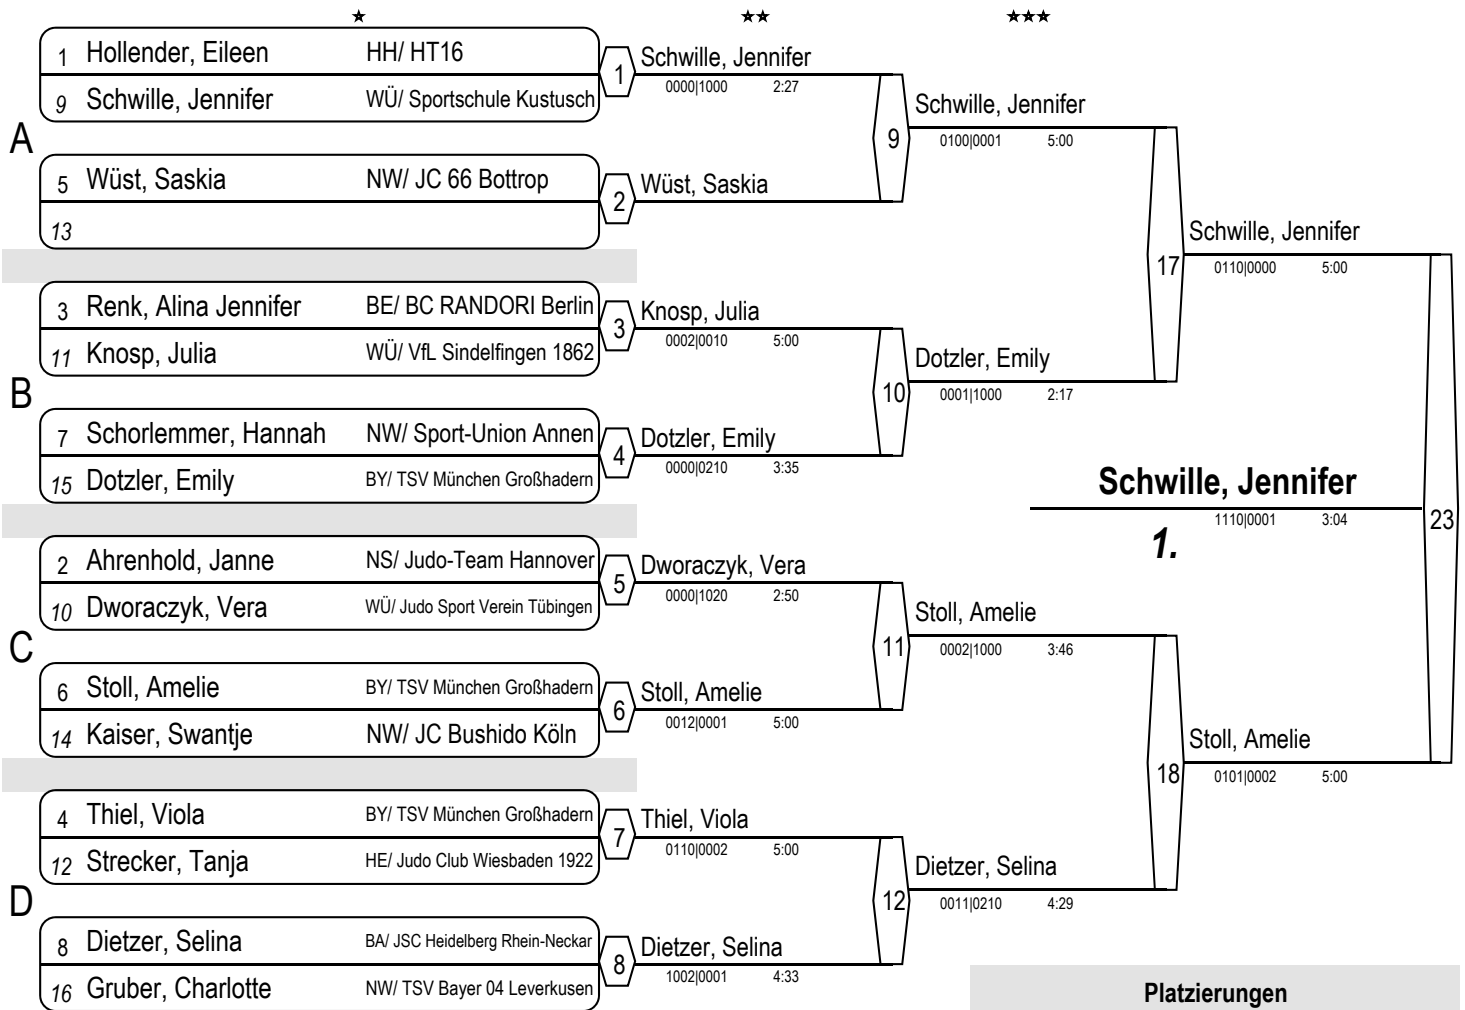 ★ ★★ ★★★
1 Hollender, Eileen HH/ HT16
9 Schwille, Jennifer WÜ/ Sportschule Kustusch
1 Schwille, Jennifer
0000|1000 2:27
A
5 Wüst, Saskia NW/ JC 66 Bottrop
13
2 Wüst, Saskia
9 Schwille, Jennifer
0100|0001 5:00
3 Renk, Alina Jennifer BE/ BC RANDORI Berlin
11 Knosp, Julia WÜ/ VfL Sindelfingen 1862
3 Knosp, Julia
0002|0010 5:00
B
7 Schorlemmer, Hannah NW/ Sport-Union Annen
15 Dotzler, Emily BY/ TSV München Großhadern
4 Dotzler, Emily
0000|0210 3:35
10 Dotzler, Emily
0001|1000 2:17
17 Schwille, Jennifer
0110|0000 5:00
2 Ahrenhold, Janne NS/ Judo-Team Hannover
10 Dworaczyk, Vera WÜ/ Judo Sport Verein Tübingen
5 Dworaczyk, Vera
0000|1020 2:50
C
6 Stoll, Amelie BY/ TSV München Großhadern
14 Kaiser, Swantje NW/ JC Bushido Köln
6 Stoll, Amelie
0012|0001 5:00
11 Stoll, Amelie
0002|1000 3:46
4 Thiel, Viola BY/ TSV München Großhadern
12 Strecker, Tanja HE/ Judo Club Wiesbaden 1922
7 Thiel, Viola
0110|0002 5:00
D
8 Dietzer, Selina BA/ JSC Heidelberg Rhein-Neckar
16 Gruber, Charlotte NW/ TSV Bayer 04 Leverkusen
8 Dietzer, Selina
1002|0001 4:33
12 Dietzer, Selina
0011|0210 4:29
18 Stoll, Amelie
0101|0002 5:00
23 Schwille, Jennifer
1110|0001 3:04
1.
Platzierungen